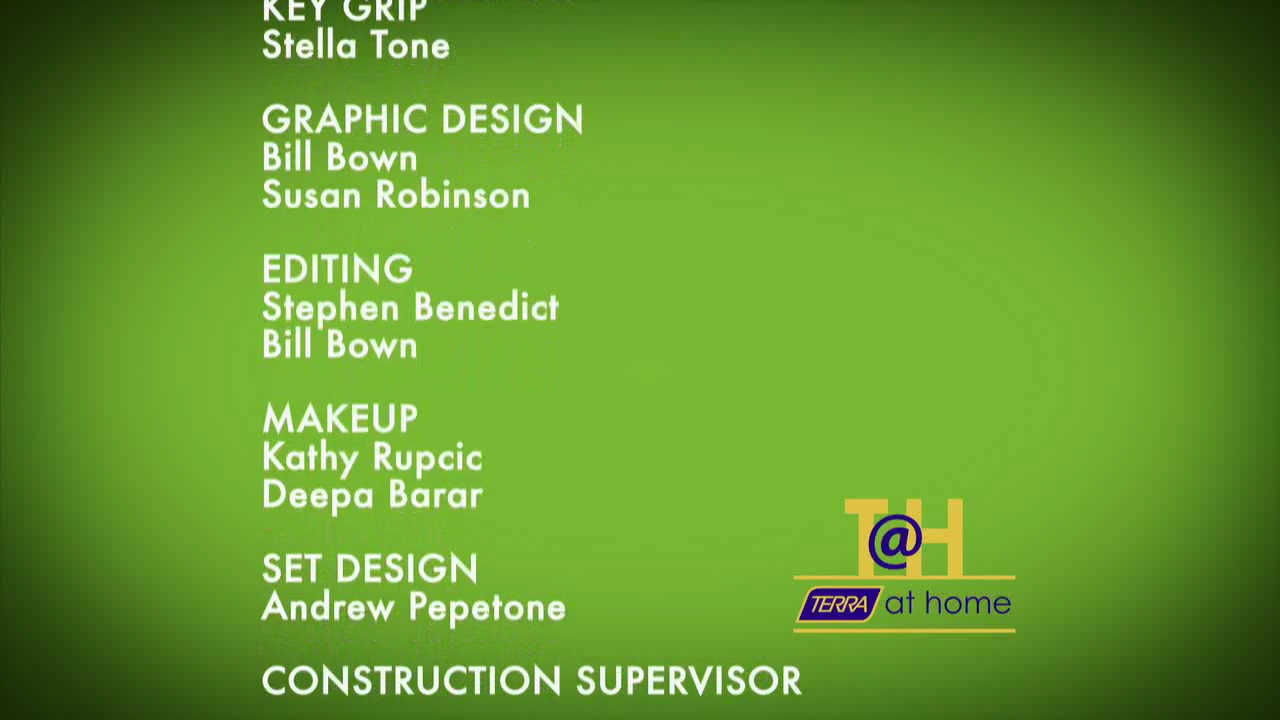 KEY GRIP
Stella Tone
GRAPHIC DESIGN
Bill Bown
Susan Robinson
EDITING
Stephen Benedict
Bill Bown
MAKEUP
Kathy Rupcic
Deepa Barar
SET DESIGN
Andrew Pepetone
CONSTRUCTION SUPERVISOR
T@H
TERRA at home